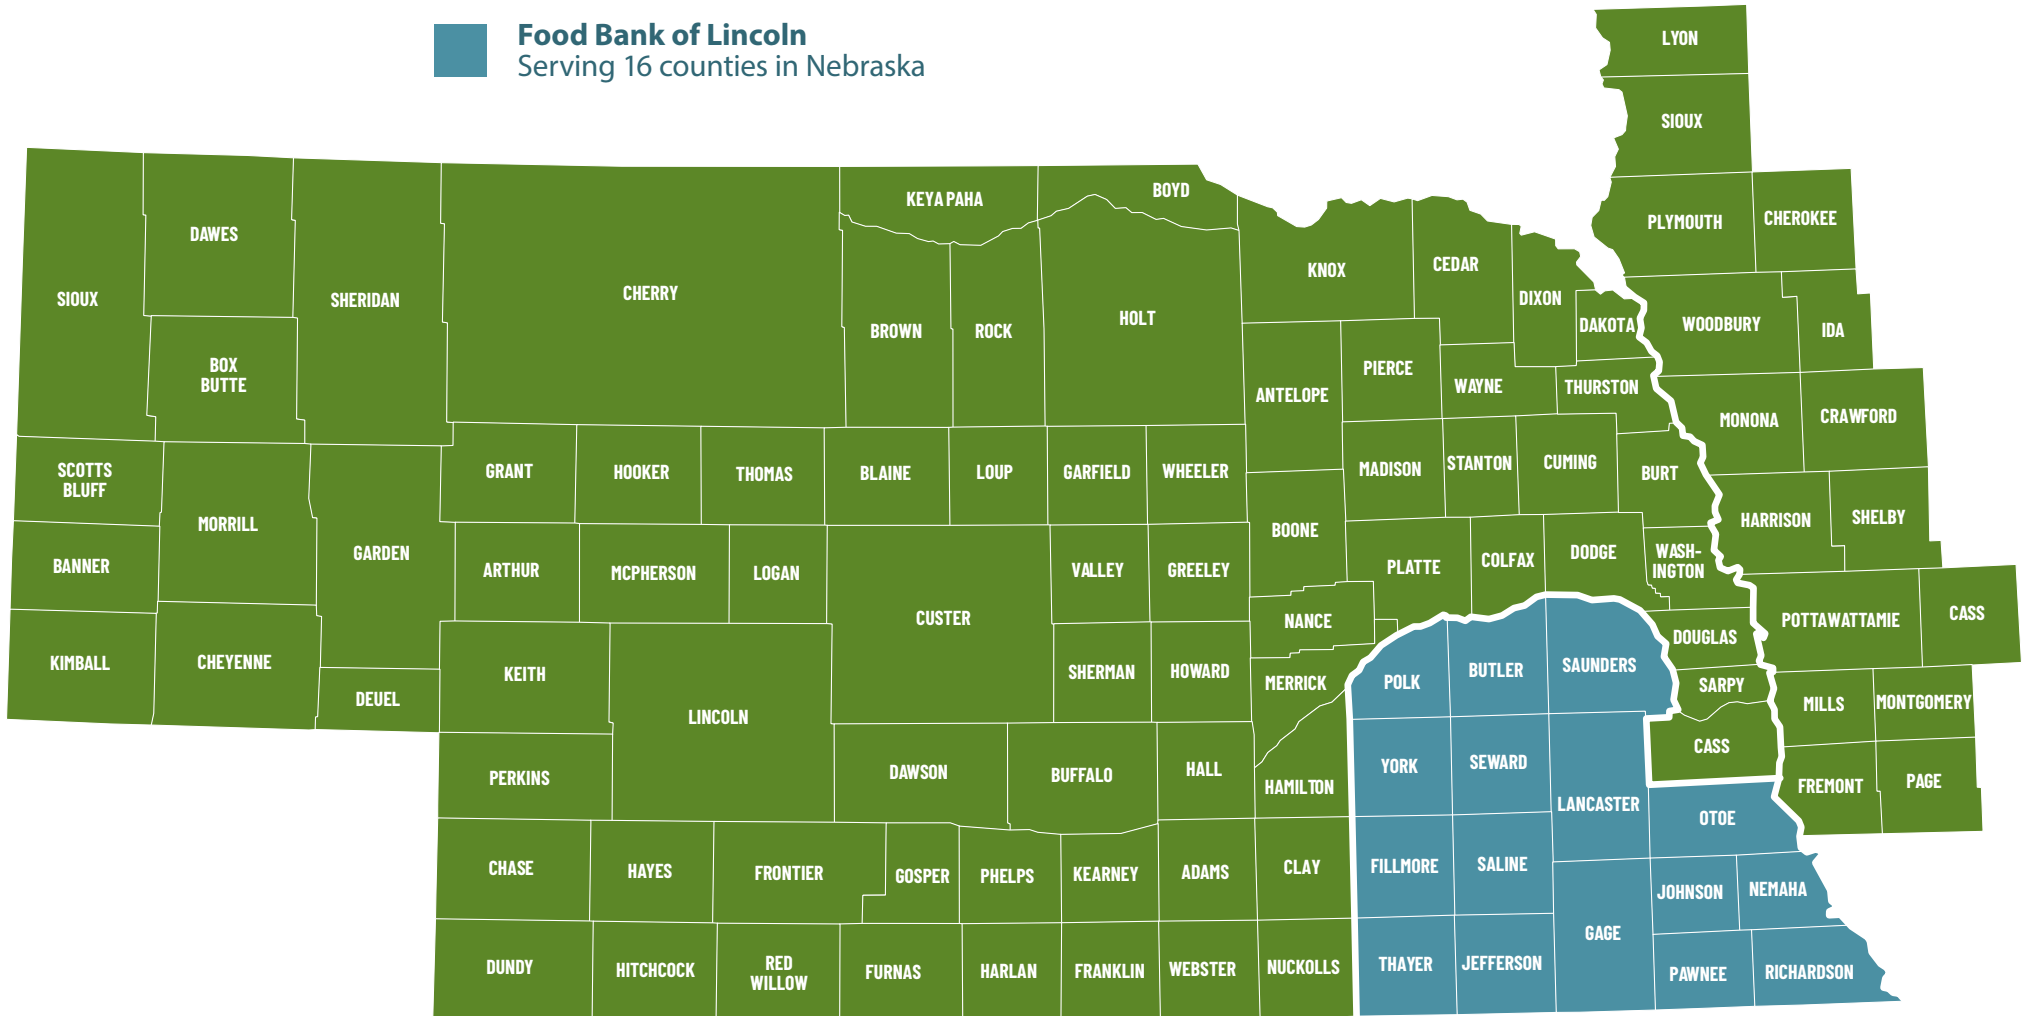 Food Bank of Lincoln
Serving 16 counties in Nebraska
LYON
SIOUX
PLYMOUTH
CHEROKEE
KEYA PAHA
BOYD
DAWES
SIOUX
SHERIDAN
CHERRY
BROWN
ROCK
HOLT
KNOX
CEDAR
DIXON
DAKOTA
WOODBURY
IDA
BOX
BUTTE
ANTELOPE
PIERCE
WAYNE
THURSTON
MONONA
CRAWFORD
SCOTTS
BLUFF
MORRILL
GARDEN
GRANT
HOOKER
THOMAS
BLAINE
LOUP
GARFIELD
WHEELER
BOONE
MADISON
STANTON
CUMING
BURT
HARRISON
SHELBY
BANNER
ARTHUR
MCPHERSON
LOGAN
CUSTER
VALLEY
GREELEY
NANCE
PLATTE
COLFAX
DODGE
WASH-
INGTON
POTTAWATTAMIE
CASS
KIMBALL
CHEYENNE
DEUEL
KEITH
LINCOLN
SHERMAN
HOWARD
MERRICK
POLK
BUTLER
SAUNDERS
DOUGLAS
SARPY
MILLS
MONTGOMERY
PERKINS
DAWSON
BUFFALO
HALL
HAMILTON
YORK
SEWARD
LANCASTER
CASS
FREMONT
PAGE
OTOE
CHASE
HAYES
FRONTIER
GOSPER
PHELPS
KEARNEY
ADAMS
CLAY
FILLMORE
SALINE
GAGE
JOHNSON
NEMAHA
DUNDY
HITCHCOCK
RED
WILLOW
FURNAS
HARLAN
FRANKLIN
WEBSTER
NUCKOLLS
THAYER
JEFFERSON
PAWNEE
RICHARDSON